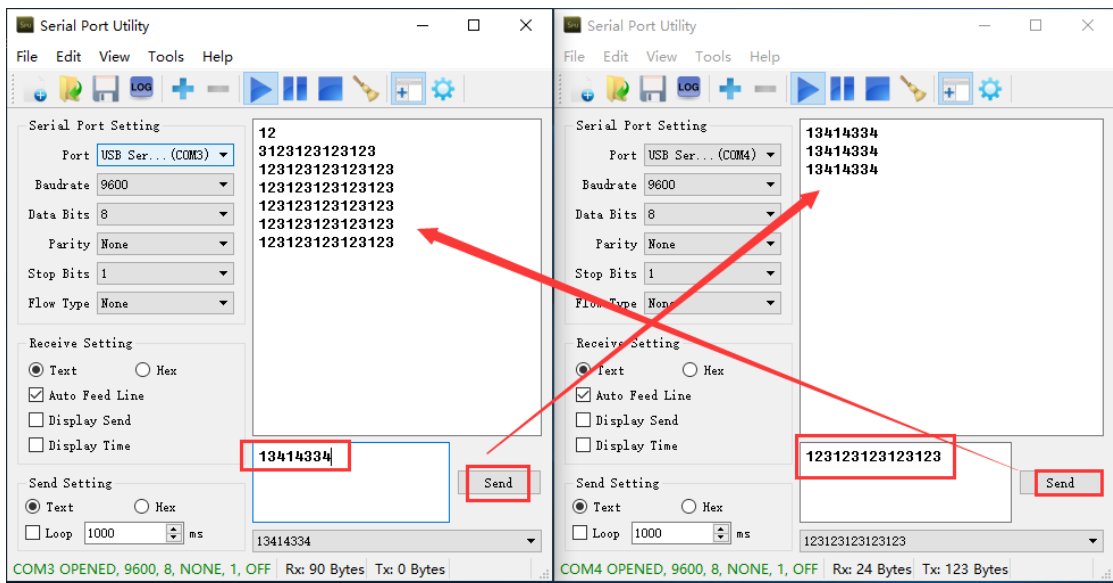 Serial Port Utility
File Edit View Tools Help
LOG
Serial Port Setting
Port USB Ser...(COM3)
Baudrate 9600
Data Bits 8
Parity None
Stop Bits 1
Flow Type None
Receive Setting
Text Hex
Auto Feed Line
Display Send
Display Time
Send Setting
Text Hex
Loop 1000 ms
12
3123123123123
123123123123123
123123123123123
123123123123123
123123123123123
123123123123123
13414334
Send
13414334
COM3 OPENED, 9600, 8, NONE, 1, OFF Rx: 90 Bytes Tx: 0 Bytes
Serial Port Utility
File Edit View Tools Help
LOG
Serial Port Setting
Port USB Ser...(COM4)
Baudrate 9600
Data Bits 8
Parity None
Stop Bits 1
Flow Type None
Receive Setting
Text Hex
Auto Feed Line
Display Send
Display Time
Send Setting
Text Hex
Loop 1000 ms
13414334
13414334
13414334
123123123123123
Send
123123123123123
COM4 OPENED, 9600, 8, NONE, 1, OFF Rx: 24 Bytes Tx: 123 Bytes